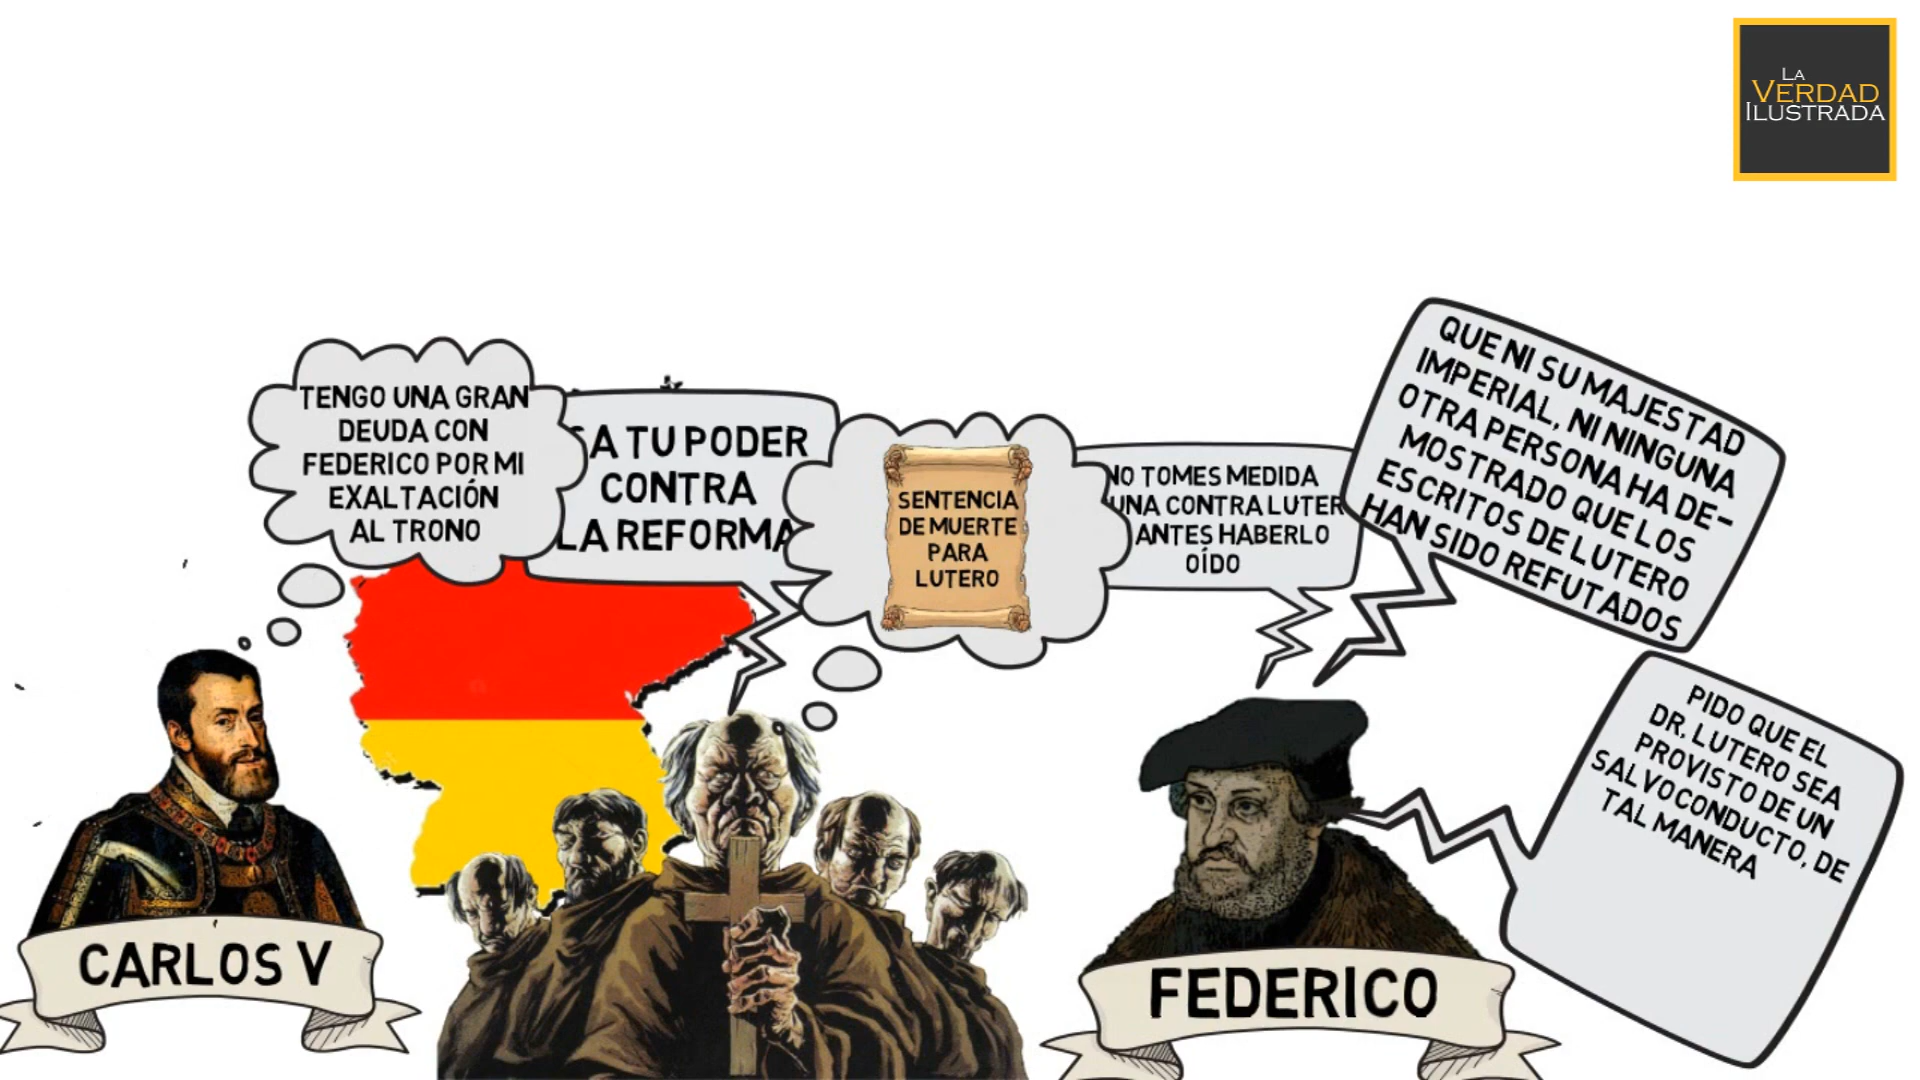 LA
VERDAD
ILUSTRADA
TENGO UNA GRAN
DEUDA CON
FEDERICO POR MI
EXALTACIÓN
AL TRONO
A TU PODER
CONTRA
LA REFORMA
SENTENCIA
DE MUERTE
PARA
LUTERO
NO TOMES MEDIDA
UNA CONTRA LUTER
ANTES HABERLO
OÍDO
QUE NI SU MAJESTAD
IMPERIAL, NI NINGUNA
OTRA PERSONA HA DE-
MOSTRADO QUE LOS
ESCRITOS DE LUTERO
HAN SIDO REFUTADOS
PIDO QUE EL
DR. LUTERO SEA
PROVISTO DE UN
SALVOCONDUCTO, DE
TAL MANERA
CARLOS V
FEDERICO